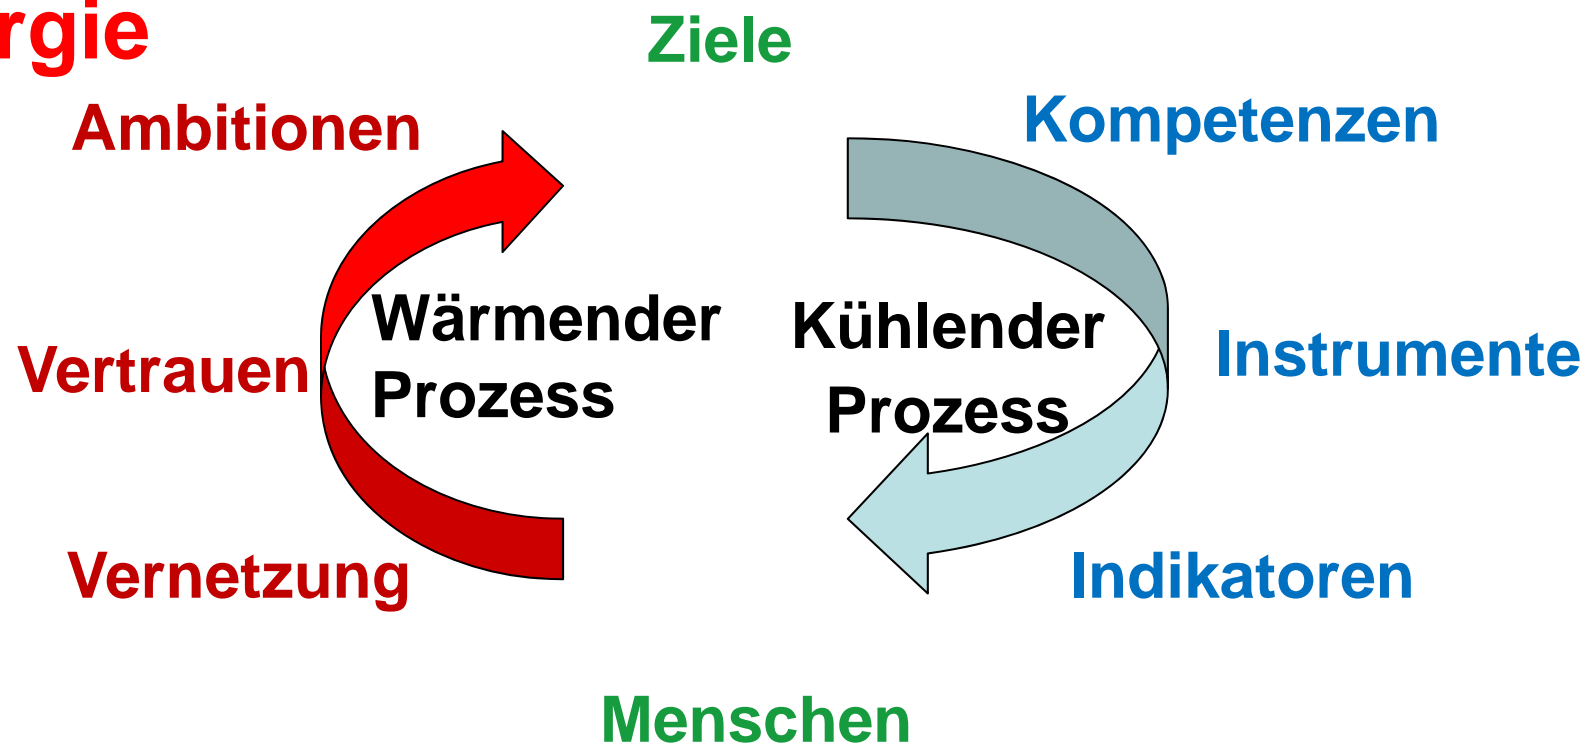 rgie
Ziele
Ambitionen
Kompetenzen
Wärmender
Prozess
Kühlender
Prozess
Vertrauen
Instrumente
Vernetzung
Indikatoren
Menschen